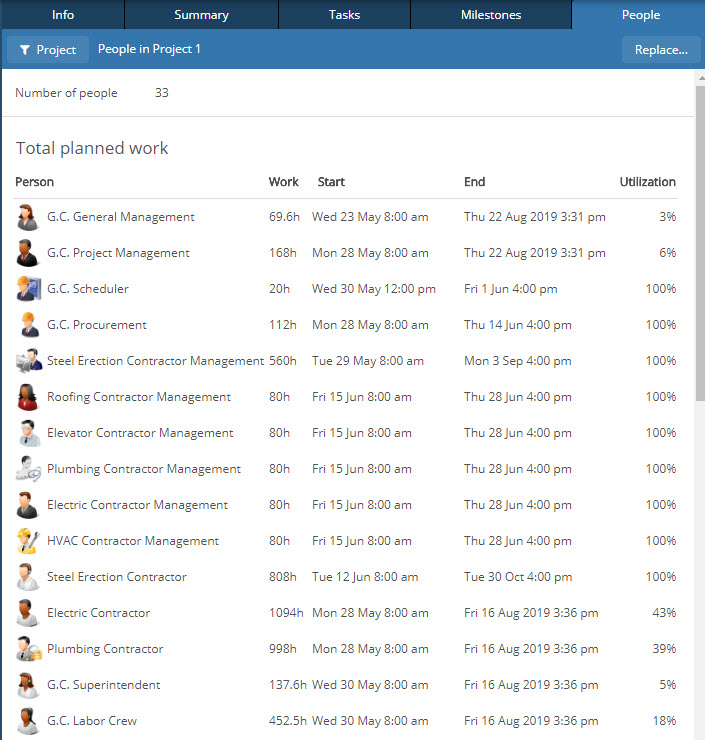 Info Summary Tasks Milestones People
Project People in Project 1 Replace...
Number of people 33
Total planned work
Person Work Start End Utilization
G.C. General Management 69.6h Wed 23 May 8:00 am Thu 22 Aug 2019 3:31 pm 3%
G.C. Project Management 168h Mon 28 May 8:00 am Thu 22 Aug 2019 3:31 pm 6%
G.C. Scheduler 20h Wed 30 May 12:00 pm Fri 1 Jun 4:00 pm 100%
G.C. Procurement 112h Mon 28 May 8:00 am Thu 14 Jun 4:00 pm 100%
Steel Erection Contractor Management 560h Tue 29 May 8:00 am Mon 3 Sep 4:00 pm 100%
Roofing Contractor Management 80h Fri 15 Jun 8:00 am Thu 28 Jun 4:00 pm 100%
Elevator Contractor Management 80h Fri 15 Jun 8:00 am Thu 28 Jun 4:00 pm 100%
Plumbing Contractor Management 80h Fri 15 Jun 8:00 am Thu 28 Jun 4:00 pm 100%
Electric Contractor Management 80h Fri 15 Jun 8:00 am Thu 28 Jun 4:00 pm 100%
HVAC Contractor Management 80h Fri 15 Jun 8:00 am Thu 28 Jun 4:00 pm 100%
Steel Erection Contractor 808h Tue 12 Jun 8:00 am Tue 30 Oct 4:00 pm 100%
Electric Contractor 1094h Mon 28 May 8:00 am Fri 16 Aug 2019 3:36 pm 43%
Plumbing Contractor 998h Mon 28 May 8:00 am Fri 16 Aug 2019 3:36 pm 39%
G.C. Superintendent 137.6h Wed 30 May 8:00 am Fri 16 Aug 2019 3:36 pm 5%
G.C. Labor Crew 452.5h Wed 30 May 8:00 am Fri 16 Aug 2019 3:36 pm 18%